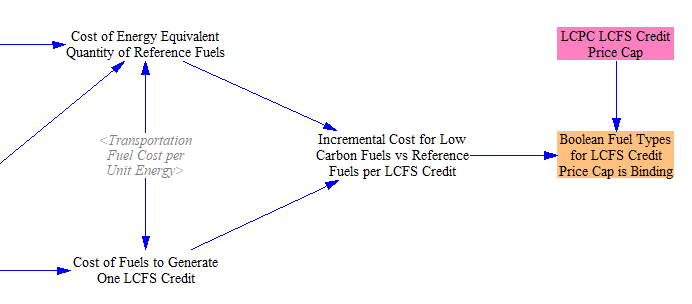 Cost of Energy Equivalent
Quantity of Reference Fuels
LCPC LCFS Credit
Price Cap
<Transportation
Fuel Cost per
Unit Energy>
Incremental Cost for Low
Carbon Fuels vs Reference
Fuels per LCFS Credit
Boolean Fuel Types
for LCFS Credit
Price Cap is Binding
Cost of Fuels to Generate
One LCFS Credit